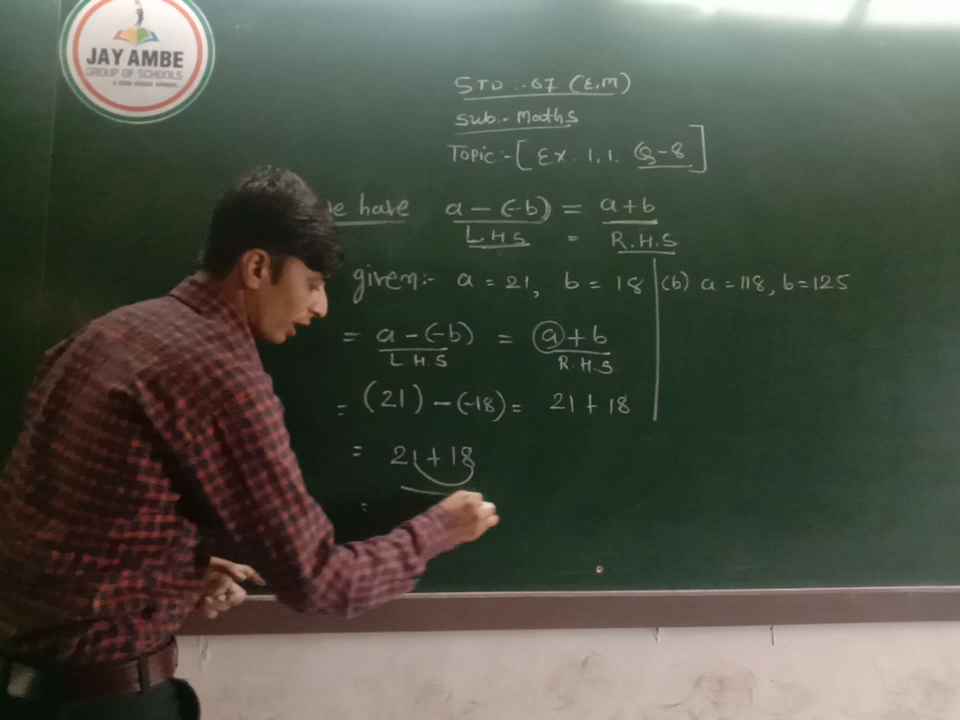 JAY AMBE
GROUP OF SCHOOLS
STD :- 07 (E.M)
Sub:- Maths
Topic :- [Ex. 1.1. Q-8]
have a - (-b) = a+b
L.H.S = R.H.S
given:- a = 21, b = 18 (b) a = 118, b = 125
= a - (-b) = a + b
L.H.S R.H.S
= (21) - (-18) = 21 + 18
= 21 + 18
=